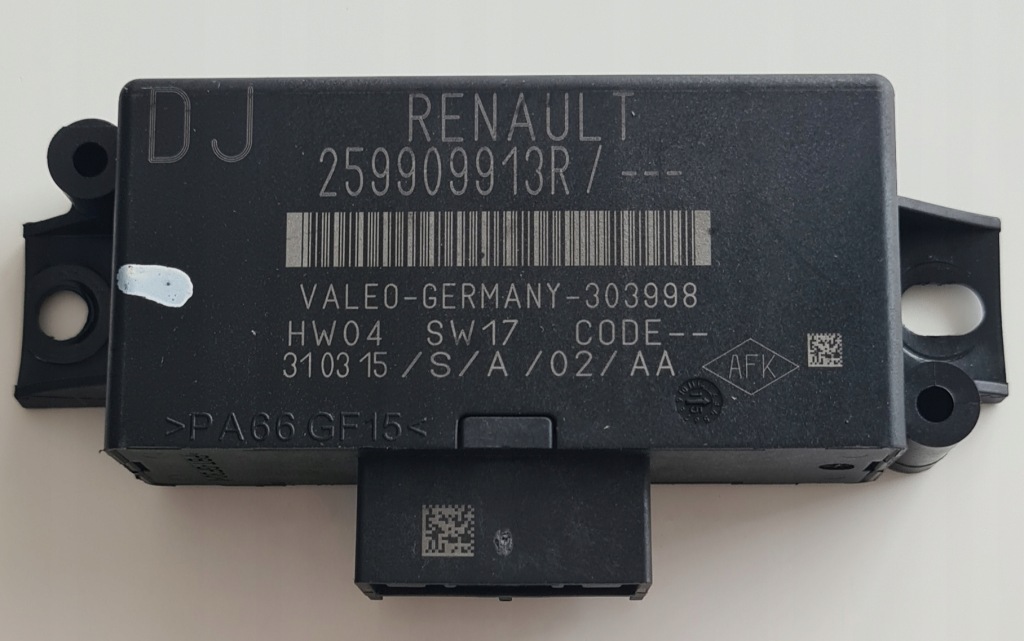 DJ
RENAULT
259909913R/ ---
VALEO-GERMANY-303998
HW04 SW17 CODE--
310315/S/A/02/AA
AFK
>PA66 GF15<